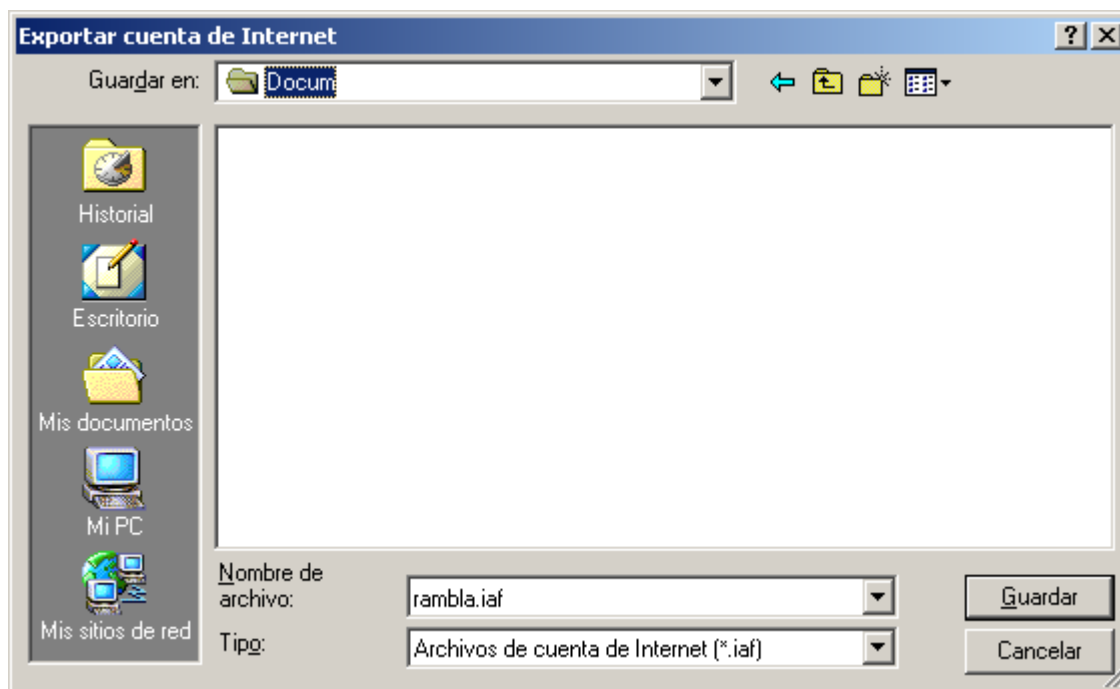 Exportar cuenta de Internet
Guardar en:
Docum
Historial
Escritorio
Mis documentos
Mi PC
Mis sitios de red
Nombre de
archivo:
rambla.iaf
Guardar
Tipo:
Archivos de cuenta de Internet (*.iaf)
Cancelar